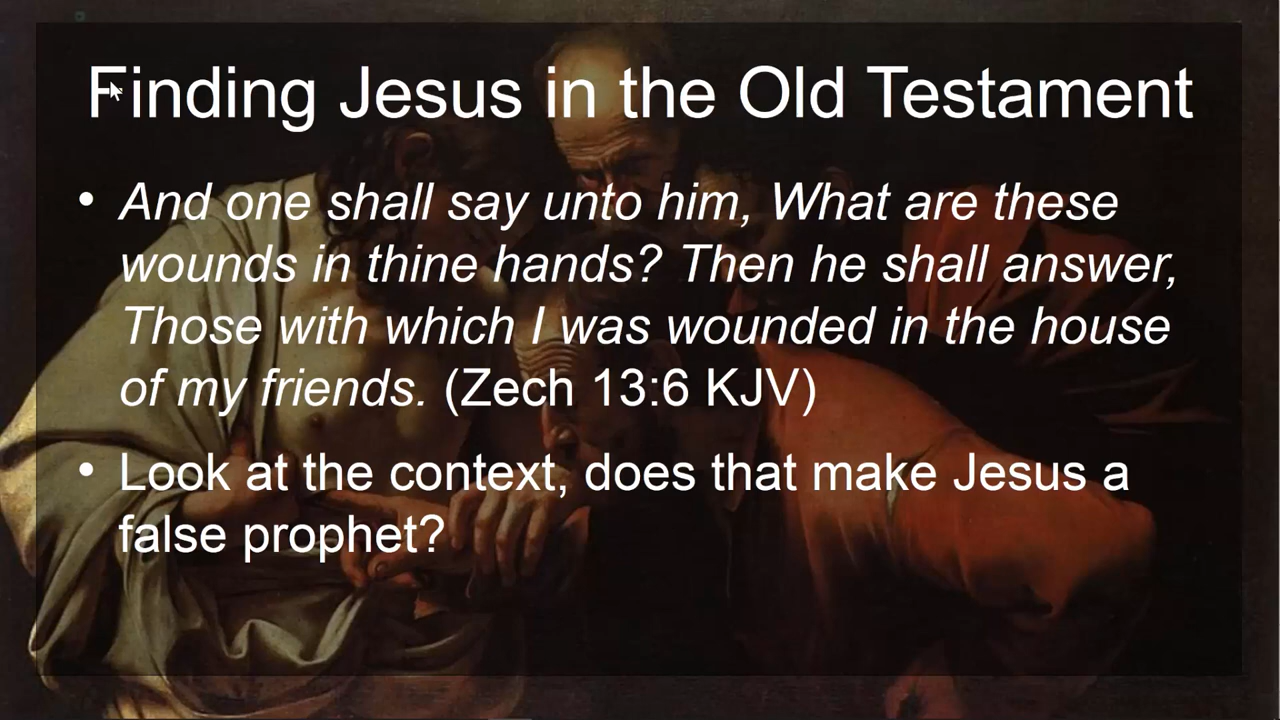 Finding Jesus in the Old Testament
• And one shall say unto him, What are these
wounds in thine hands? Then he shall answer,
Those with which I was wounded in the house
of my friends. (Zech 13:6 KJV)
• Look at the context, does that make Jesus a
false prophet?